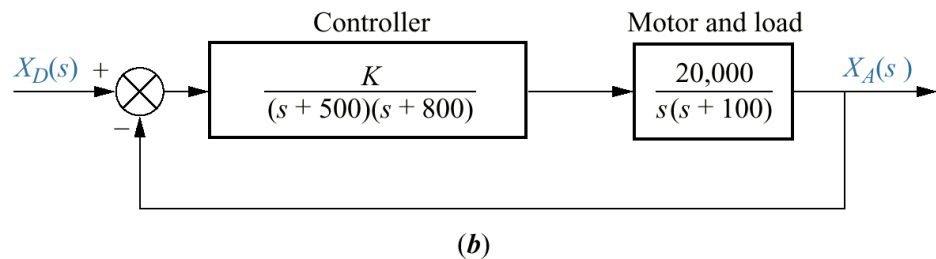 Controller
Motor and load
X_D(s) +
K
(s + 500)(s + 800)
20,000
s(s + 100)
X_A(s )
−
(b)